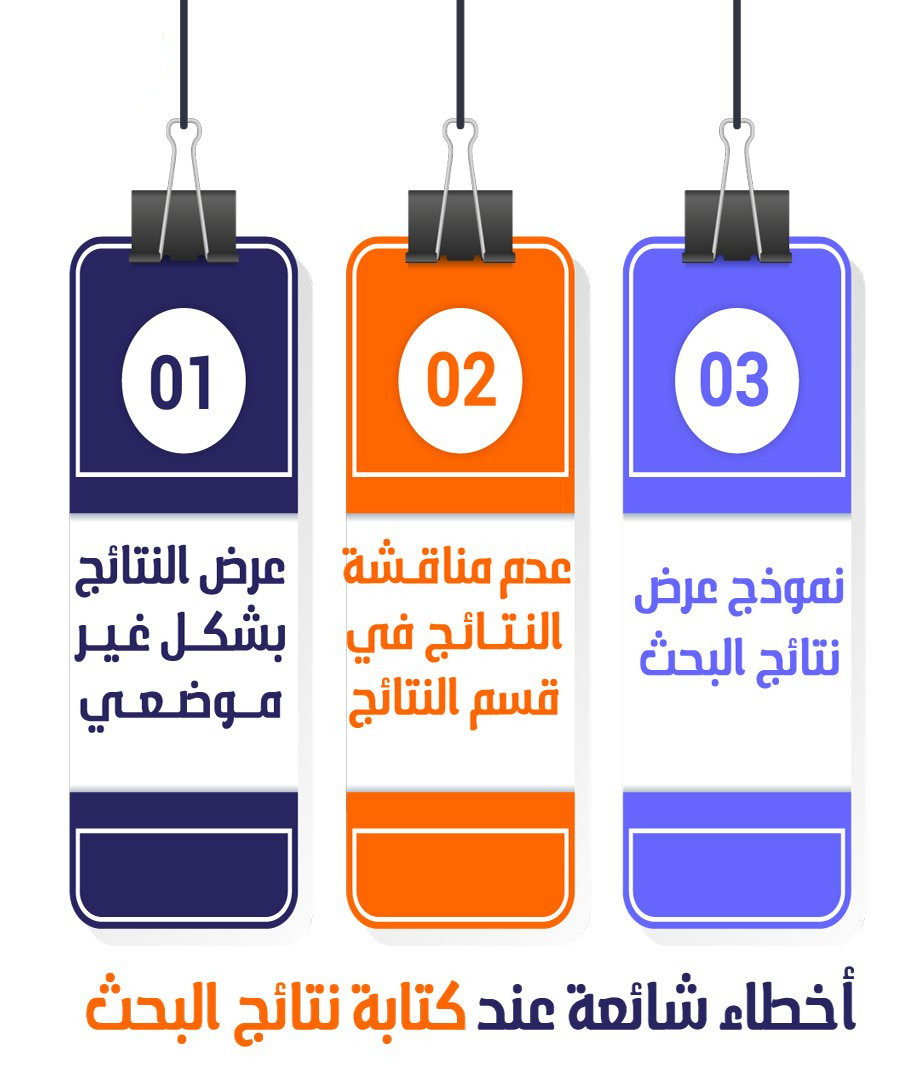 01
عرض النتائج
بشكل غير
موضعي
02
عدم مناقشة
النتائج في
قسم النتائج
03
نموذج عرض
نتائج البحث
أخطاء شائعة عند كتابة نتائج البحث